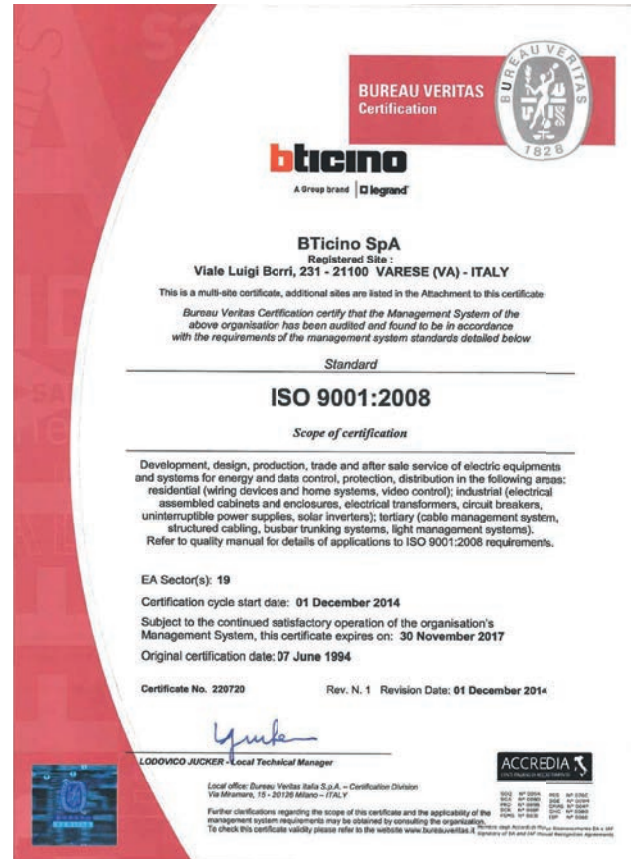 BUREAU VERITAS
Certification
BUREAU VERITAS
1828
bticino
A Group brand legrand
BTicino SpA
Registered Site :
Viale Luigi Borri, 231 - 21100 VARESE (VA) - ITALY
This is a multi-site certificate, additional sites are listed in the Attachment to this certificate
Bureau Veritas Certification certify that the Management System of the
above organisation has been audited and found to be in accordance
with the requirements of the management system standards detailed below
Standard
ISO 9001:2008
Scope of certification
Development, design, production, trade and after sale service of electric equipments
and systems for energy and data control, protection, distribution in the following areas:
residential (wiring devices and home systems, video control); industrial (electrical
assembled cabinets and enclosures, electrical transformers, circuit breakers,
uninterruptible power supplies, solar inverters); tertiary (cable management system,
structured cabling, busbar trunking systems, light management systems).
Refer to quality manual for details of applications to ISO 9001:2008 requirements.
EA Sector(s): 19
Certification cycle start date: 01 December 2014
Subject to the continued satisfactory operation of the organisation's
Management System, this certificate expires on: 30 November 2017
Original certification date: 07 June 1994
Certificate No. 220720 Rev. N. 1 Revision Date: 01 December 2014
LODOVICO JUCKER - Local Technical Manager
ACCREDIA
Local office: Bureau Veritas Italia S.p.A. – Certification Division
Via Miramare, 15 - 20126 Milano – ITALY
Further clarifications regarding the scope of this certificate and the applicability of the
management system requirements may be obtained by consulting the organization.
To check this certificate validity please refer to the website www.bureauveritas.it